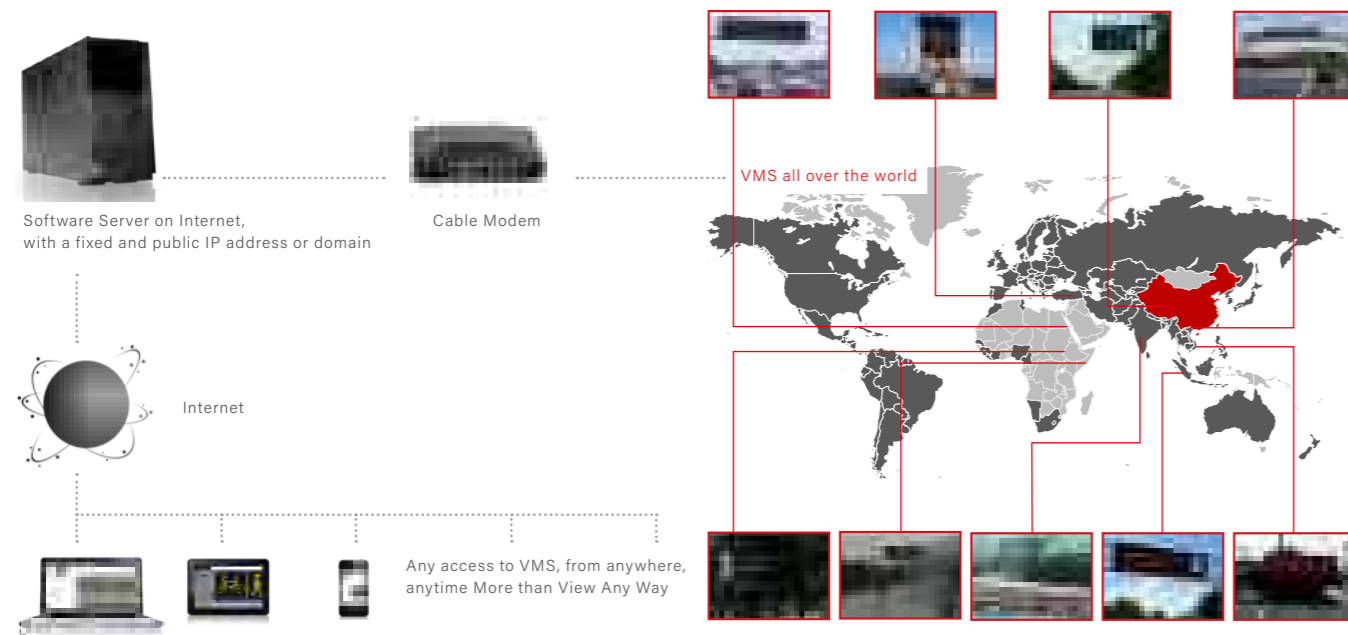 VMS all over the world
Software Server on Internet,
with a fixed and public IP address or domain
Cable Modem
Internet
Any access to VMS, from anywhere,
anytime More than View Any Way